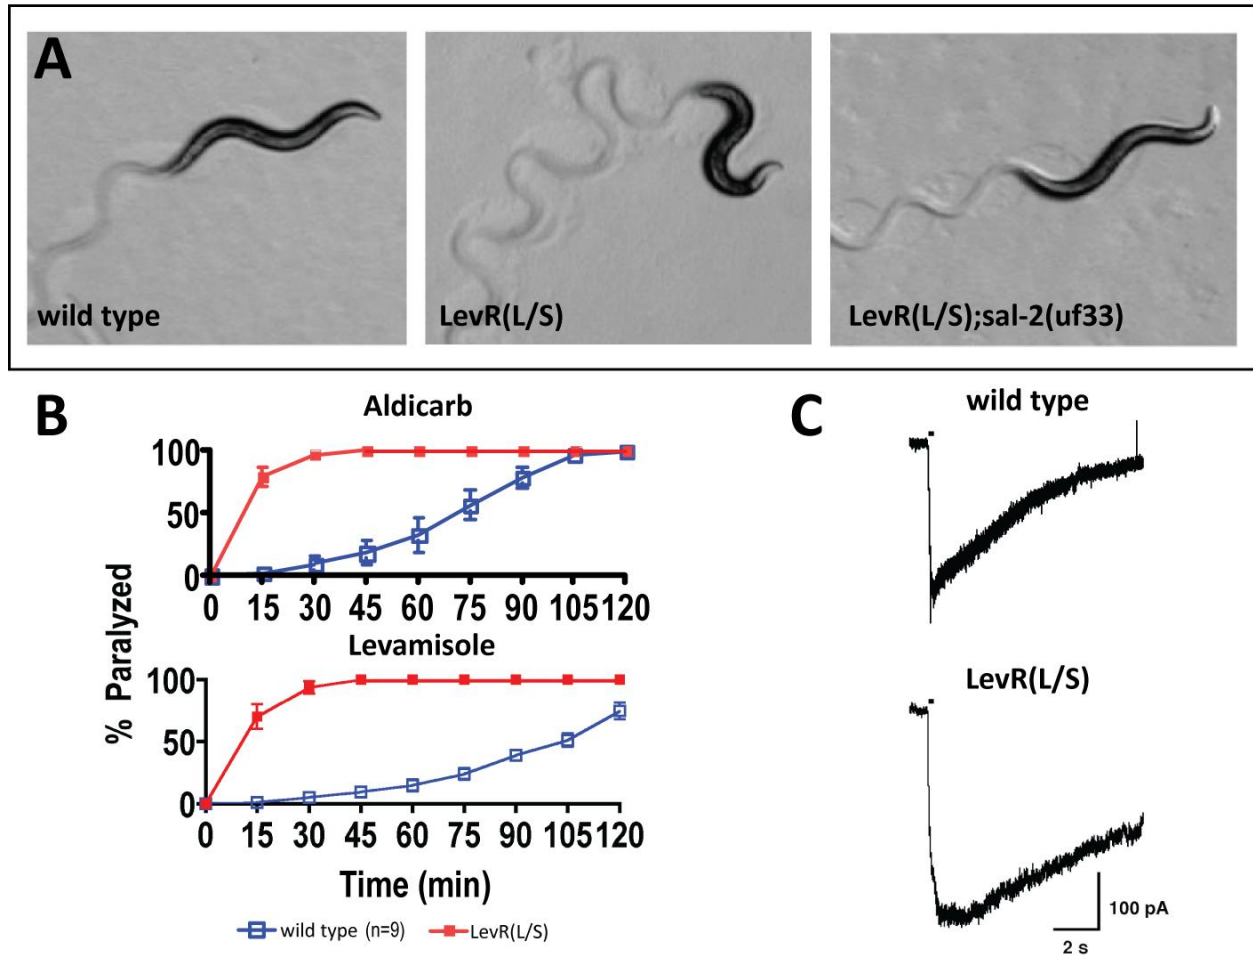 A
wild type
LevR(L/S)
LevR(L/S);sal-2(uf33)
B
Aldicarb
100
50
0
0 15 30 45 60 75 90 105 120
Levamisole
100
50
0
0 15 30 45 60 75 90 105 120
% Paralyzed
Time (min)
wild type (n=9) LevR(L/S)
C
wild type
LevR(L/S)
100 pA
2 s